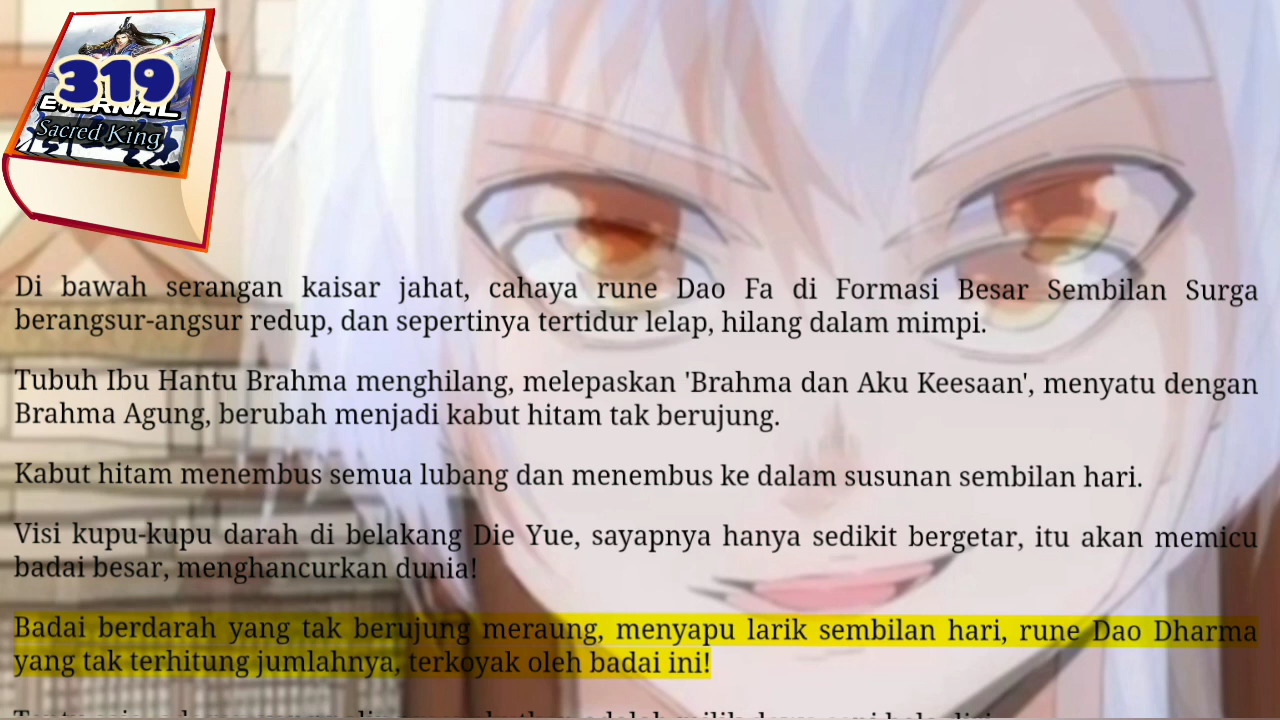 319
ETERNAL
Sacred King
Di bawah serangan kaisar jahat, cahaya rune Dao Fa di Formasi Besar Sembilan Surga
berangsur-angsur redup, dan sepertinya tertidur lelap, hilang dalam mimpi.
Tubuh Ibu Hantu Brahma menghilang, melepaskan 'Brahma dan Aku Keesaan', menyatu dengan
Brahma Agung, berubah menjadi kabut hitam tak berujung.
Kabut hitam menembus semua lubang dan menembus ke dalam susunan sembilan hari.
Visi kupu-kupu darah di belakang Die Yue, sayapnya hanya sedikit bergetar, itu akan memicu
badai besar, menghancurkan dunia!
Badai berdarah yang tak berujung meraung, menyapu larik sembilan hari, rune Dao Dharma
yang tak terhitung jumlahnya, terkoyak oleh badai ini!